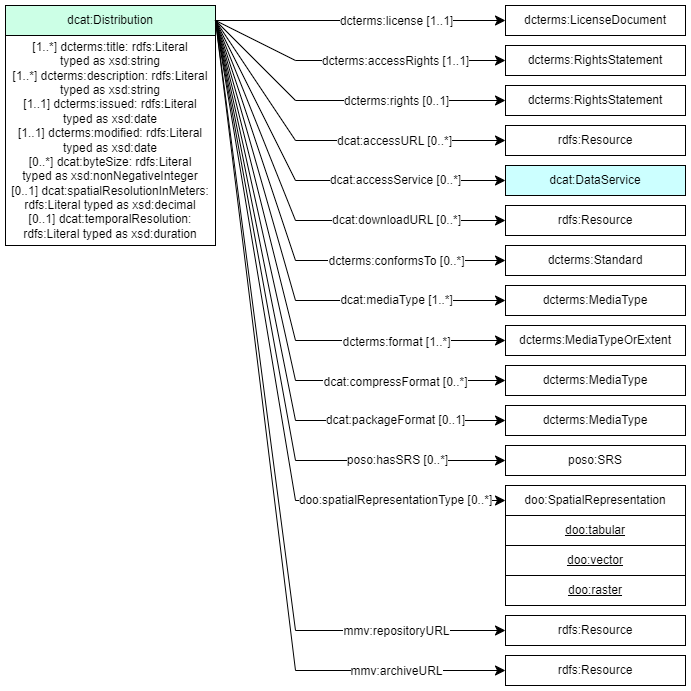 dcat:Distribution
[1..*] dcterms:title: rdfs:Literal
typed as xsd:string
[1..*] dcterms:description: rdfs:Literal
typed as xsd:string
[1..1] dcterms:issued: rdfs:Literal
typed as xsd:date
[1..1] dcterms:modified: rdfs:Literal
typed as xsd:date
[0..*] dcat:byteSize: rdfs:Literal
typed as xsd:nonNegativeInteger
[0..1] dcat:spatialResolutionInMeters:
rdfs:Literal typed as xsd:decimal
[0..1] dcat:temporalResolution:
rdfs:Literal typed as xsd:duration
dcterms:license [1..1]
dcterms:LicenseDocument
dcterms:accessRights [1..1]
dcterms:RightsStatement
dcterms:rights [0..1]
dcterms:RightsStatement
dcat:accessURL [0..*]
rdfs:Resource
dcat:accessService [0..*]
dcat:DataService
dcat:downloadURL [0..*]
rdfs:Resource
dcterms:conformsTo [0..*]
dcterms:Standard
dcat:mediaType [1..*]
dcterms:MediaType
dcterms:format [1..*]
dcterms:MediaTypeOrExtent
dcat:compressFormat [0..*]
dcterms:MediaType
dcat:packageFormat [0..1]
dcterms:MediaType
poso:hasSRS [0..*]
poso:SRS
doo:spatialRepresentationType [0..*]
doo:SpatialRepresentation
doo:tabular
doo:vector
doo:raster
mmv:repositoryURL
rdfs:Resource
mmv:archiveURL
rdfs:Resource